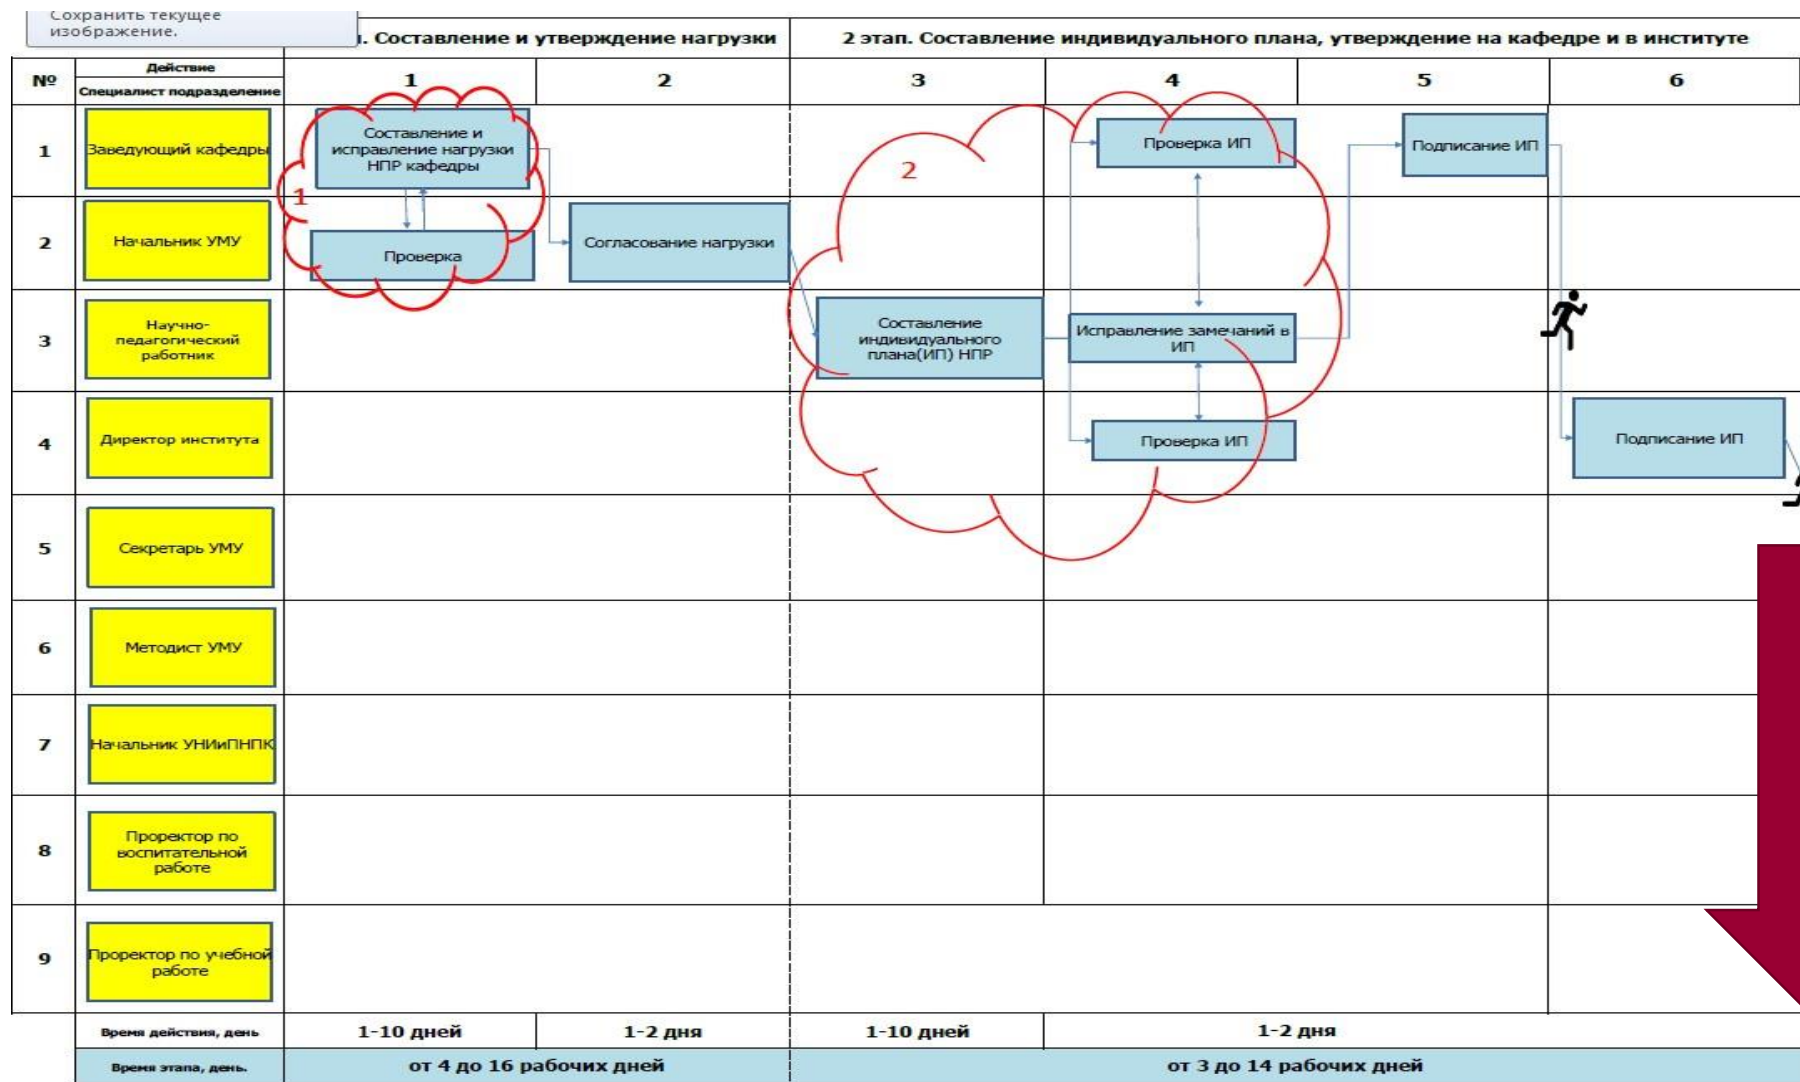 Сохранить текущее
изображение.
. Составление и утверждение нагрузки
2 этап. Составление индивидуального плана, утверждение на кафедре и в институте
№
Действие
Специалист подразделение
1
2
3
4
5
6
1
Заведующий кафедры
Составление и
исправление нагрузки
НПР кафедры
Проверка ИП
Подписание ИП
1
2
2
Начальник УМУ
Проверка
Согласование нагрузки
3
Научно-
педагогический
работник
Составление
индивидуального
плана(ИП) НПР
Исправление замечаний в
ИП
4
Директор института
Проверка ИП
Подписание ИП
5
Секретарь УМУ
6
Методист УМУ
7
Начальник УНИиПНПК
8
Проректор по
воспитательной
работе
9
Проректор по учебной
работе
Время действия, день
1-10 дней
1-2 дня
1-10 дней
1-2 дня
Время этапа, день.
от 4 до 16 рабочих дней
от 3 до 14 рабочих дней